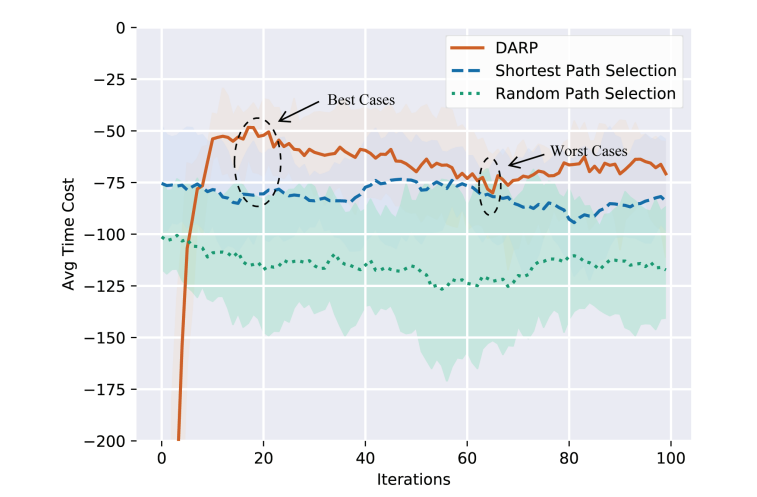 0
−25
−50
−75
−100
−125
−150
−175
−200
Avg Time Cost
DARP
Shortest Path Selection
Random Path Selection
Best Cases
Worst Cases
0 20 40 60 80 100
Iterations